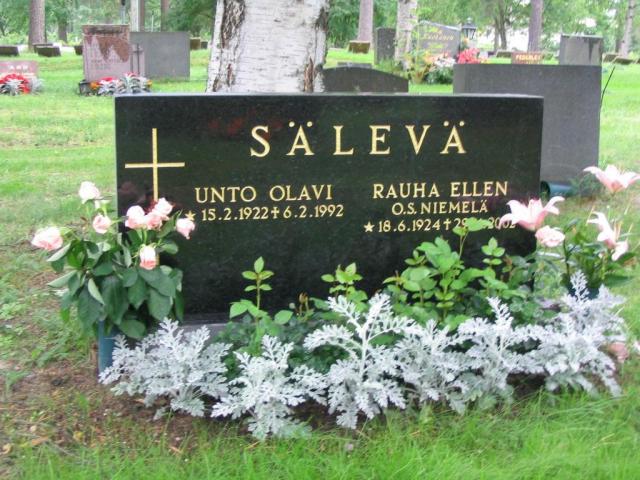 SÄLEVÄ
UNTO OLAVI
★ 15.2.1922 ✝ 6.2.1992
RAUHA ELLEN
O.S. NIEMELÄ
★ 18.6.1924 ✝